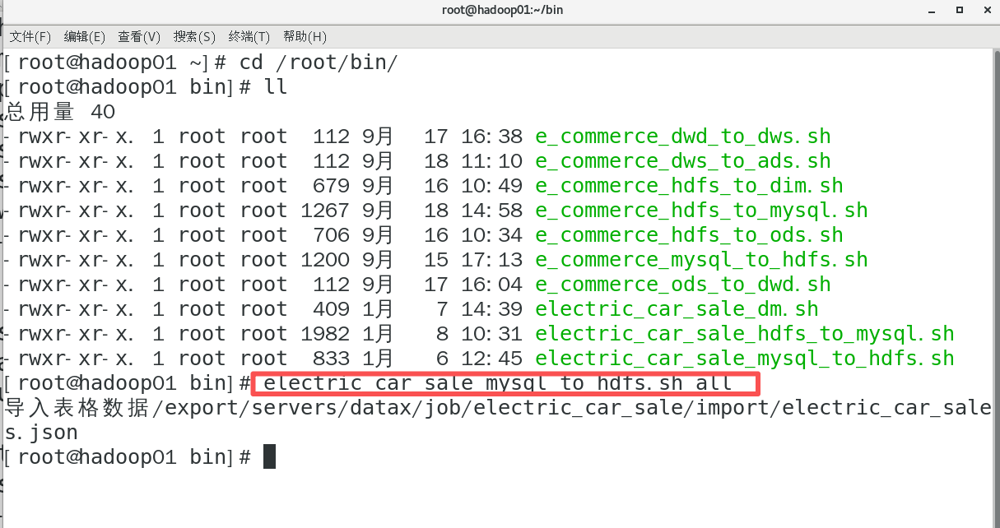 root@hadoop01:~/bin
文件(F) 编辑(E) 查看(V) 搜索(S) 终端(T) 帮助(H)
[root@hadoop01 ~]# cd /root/bin/
[root@hadoop01 bin]# ll
总用量 40
-rwxr-xr-x. 1 root root  112 9月  17 16:38 e_commerce_dwd_to_dws.sh
-rwxr-xr-x. 1 root root  112 9月  18 11:10 e_commerce_dws_to_ads.sh
-rwxr-xr-x. 1 root root  679 9月  16 10:49 e_commerce_hdfs_to_dim.sh
-rwxr-xr-x. 1 root root 1267 9月  18 14:58 e_commerce_hdfs_to_mysql.sh
-rwxr-xr-x. 1 root root  706 9月  16 10:34 e_commerce_hdfs_to_ods.sh
-rwxr-xr-x. 1 root root 1200 9月  15 17:13 e_commerce_mysql_to_hdfs.sh
-rwxr-xr-x. 1 root root  112 9月  17 16:04 e_commerce_ods_to_dwd.sh
-rwxr-xr-x. 1 root root  409 1月   7 14:39 electric_car_sale_dm.sh
-rwxr-xr-x. 1 root root 1982 1月   8 10:31 electric_car_sale_hdfs_to_mysql.sh
-rwxr-xr-x. 1 root root  833 1月   6 12:45 electric_car_sale_mysql_to_hdfs.sh
[root@hadoop01 bin]# electric_car_sale_mysql_to_hdfs.sh all
导入表格数据/export/servers/datax/job/electric_car_sale/import/electric_car_sale
s.json
[root@hadoop01 bin]#